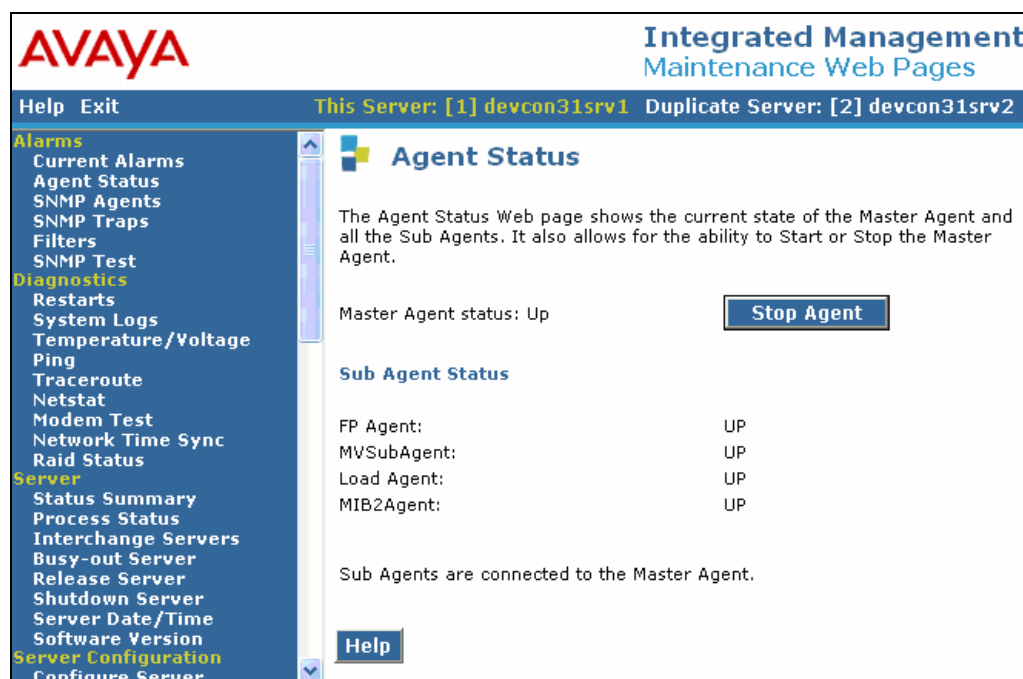 AVAYA
Integrated Management
Maintenance Web Pages
Help Exit
This Server: [1] devcon31srv1 Duplicate Server: [2] devcon31srv2
Alarms
Current Alarms
Agent Status
SNMP Agents
SNMP Traps
Filters
SNMP Test
Diagnostics
Restarts
System Logs
Temperature/Voltage
Ping
Traceroute
Netstat
Modem Test
Network Time Sync
Raid Status
Server
Status Summary
Process Status
Interchange Servers
Busy-out Server
Release Server
Shutdown Server
Server Date/Time
Software Version
Server Configuration
Configure Server
Agent Status
The Agent Status Web page shows the current state of the Master Agent and
all the Sub Agents. It also allows for the ability to Start or Stop the Master
Agent.
Master Agent status: Up
Stop Agent
Sub Agent Status
FP Agent: UP
MVSubAgent: UP
Load Agent: UP
MIB2Agent: UP
Sub Agents are connected to the Master Agent.
Help